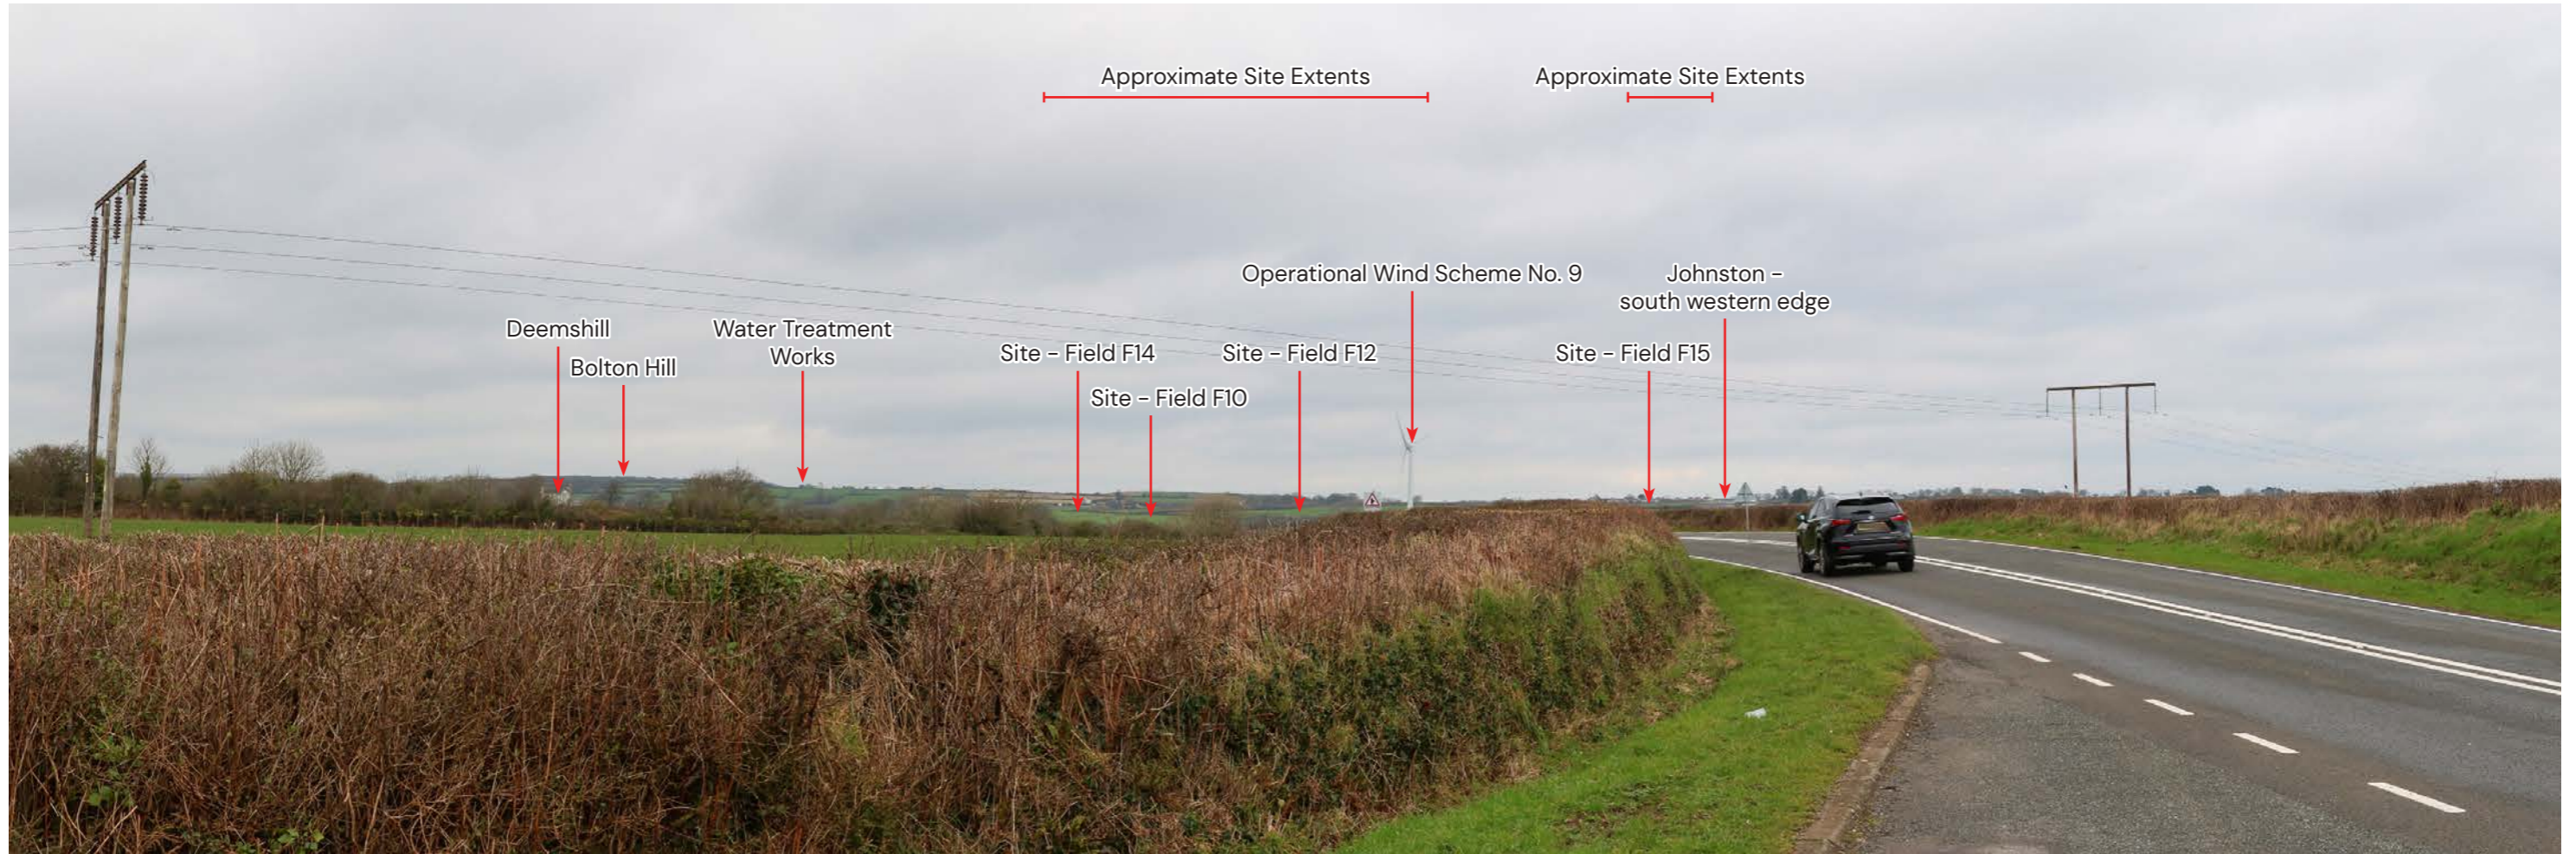 Approximate Site Extents
Approximate Site Extents
Operational Wind Scheme No. 9
Johnston -
south western edge
Deemshill
Bolton Hill
Water Treatment
Works
Site - Field F14
Site - Field F10
Site - Field F12
Site - Field F15